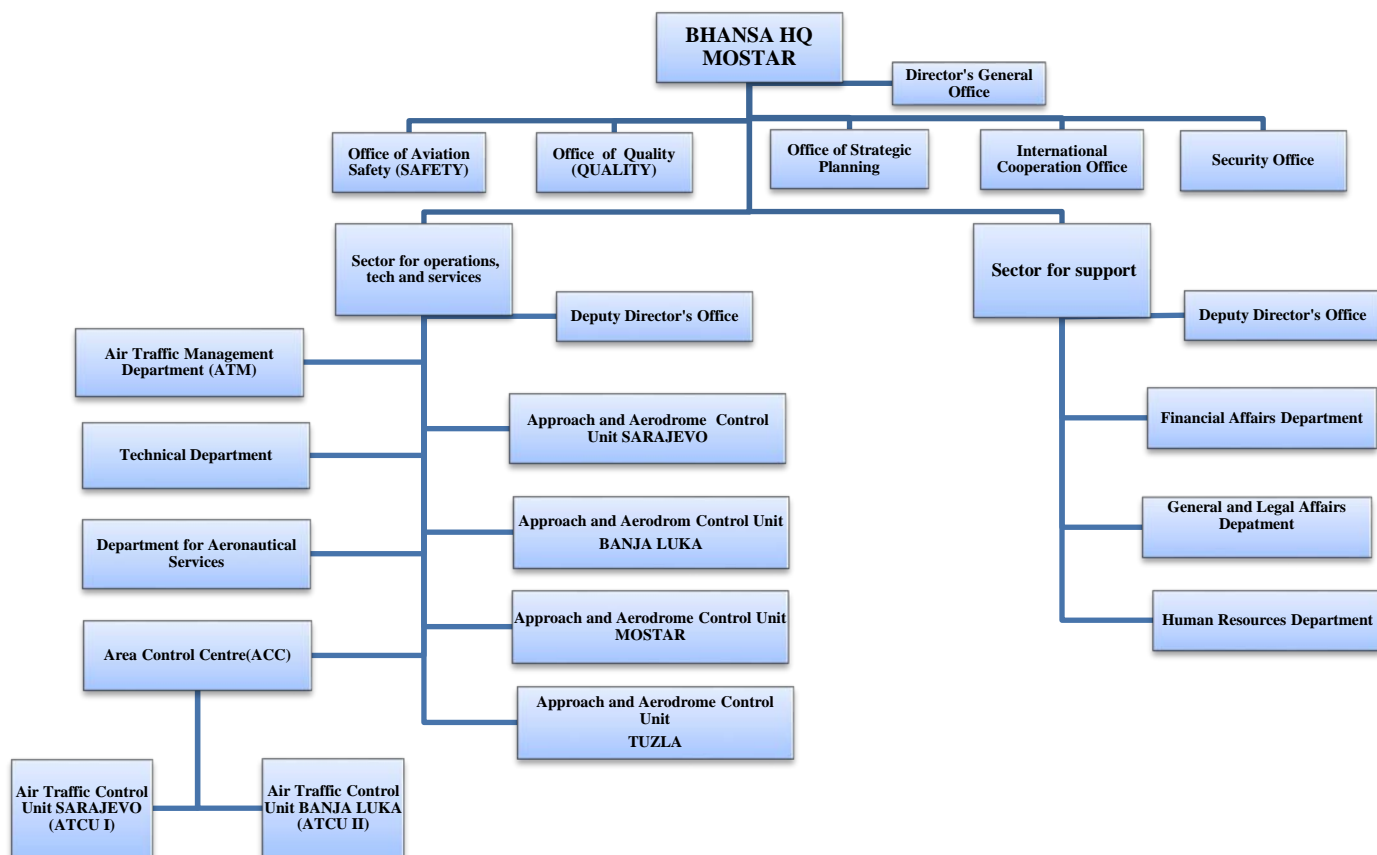 BHANSA HQ
MOSTAR
Director's General
Office
Office of Aviation
Safety (SAFETY)
Office of Quality
(QUALITY)
Office of Strategic
Planning
International
Cooperation Office
Security Office
Sector for operations,
tech and services
Sector for support
Deputy Director's Office
Deputy Director's Office
Air Traffic Management
Department (ATM)
Approach and Aerodrome Control
Unit SARAJEVO
Financial Affairs Department
Technical Department
Approach and Aerodrom Control Unit
BANJA LUKA
General and Legal Affairs
Depatment
Department for Aeronautical
Services
Approach and Aerodrome Control Unit
MOSTAR
Human Resources Department
Area Control Centre(ACC)
Approach and Aerodrome Control
Unit
TUZLA
Air Traffic Control
Unit SARAJEVO
(ATCU I)
Air Traffic Control
Unit BANJA LUKA
(ATCU II)